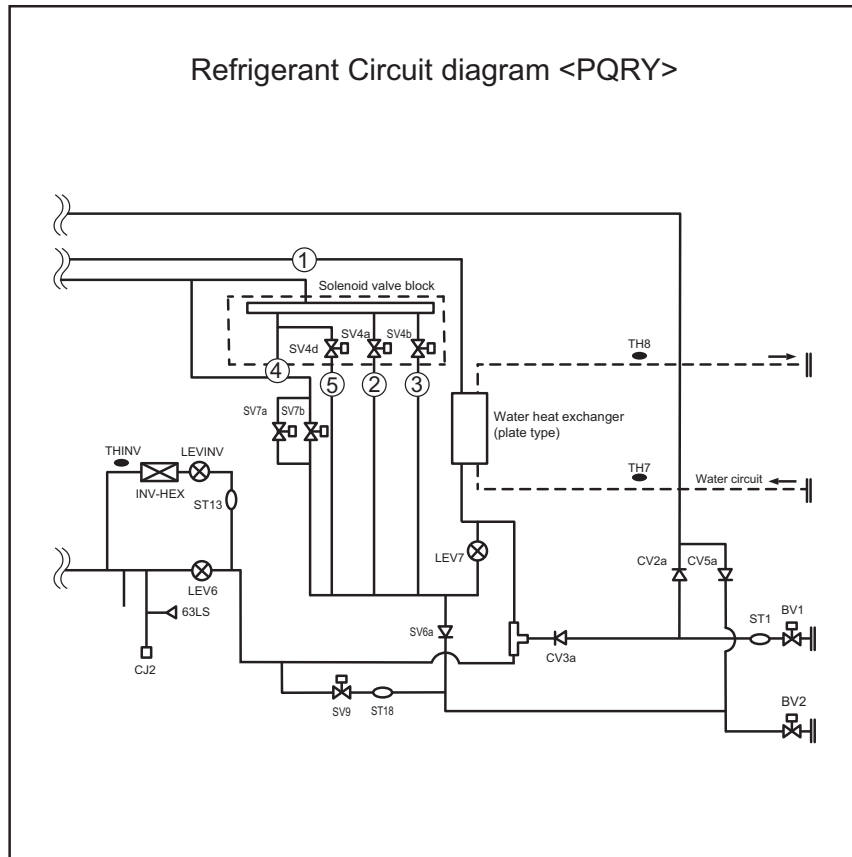 Refrigerant Circuit diagram <PQRY>
1
Solenoid valve block
SV4a SV4b
SV4d
TH8
4
5
2
3
SV7a SV7b
Water heat exchanger
(plate type)
THINV LEVINV
TH7
Water circuit
INV-HEX
ST13
LEV7
CV2a CV5a
LEV6
63LS
ST1 BV1
SV6a
CV3a
CJ2
BV2
SV9 ST18